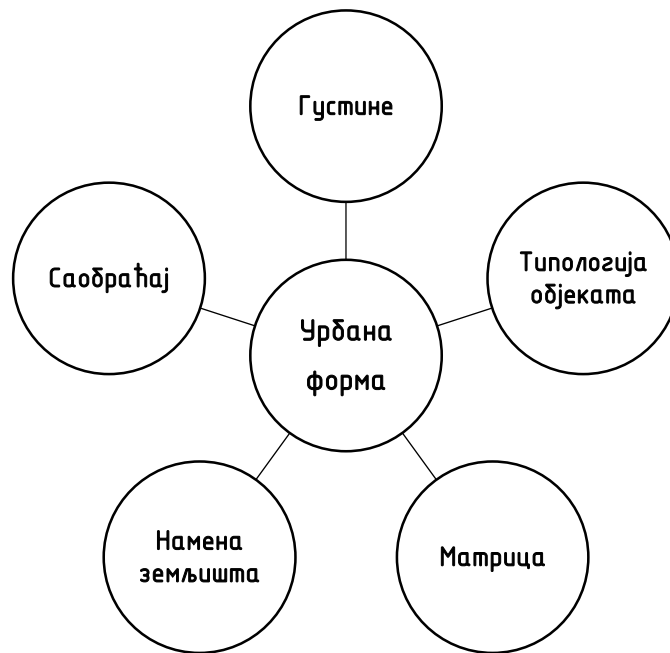 Густине
Саобраћај
Типологија
објеката
Урбана
форма
Намена
земљишта
Матрица